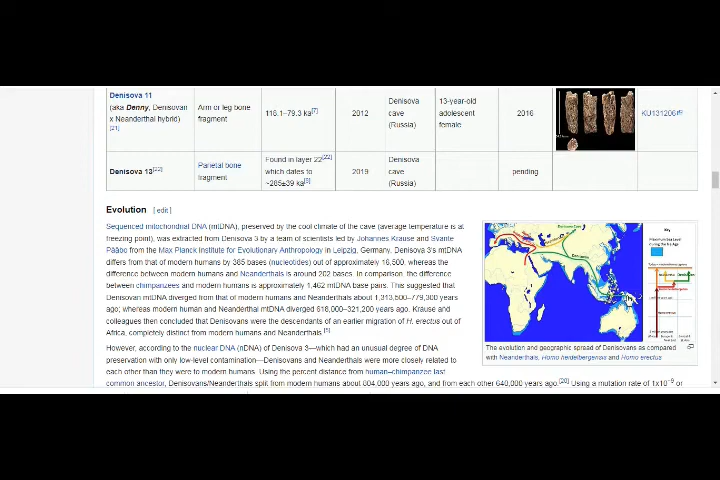 Denisova 11
(aka Denny, Denisovan x Neanderthal hybrid)
[21]
Arm or leg bone fragment
118.1–79.3 ka[7]
2012
Denisova cave (Russia)
13-year-old adolescent female
2016
KU131206
Denisova 13[22]
Parietal bone fragment
Found in layer 22[22] which dates to ~285±39 ka[8]
2019
Denisova cave (Russia)
pending
Evolution [edit]
Sequenced mitochondrial DNA (mtDNA), preserved by the cool climate of the cave (average temperature is at
freezing point), was extracted from Denisova 3 by a team of scientists led by Johannes Krause and Svante
Pääbo from the Max Planck Institute for Evolutionary Anthropology in Leipzig, Germany. Denisova 3's mtDNA
differs from that of modern humans by 385 bases (nucleotides) out of approximately 16,500, whereas the
difference between modern humans and Neanderthals is around 202 bases. In comparison, the difference
between chimpanzees and modern humans is approximately 1,462 mtDNA base pairs. This suggested that
Denisovan mtDNA diverged from that of modern humans and Neanderthals about 1,313,500–779,300 years
ago; whereas modern human and Neanderthal mtDNA diverged 618,000–321,200 years ago. Krause and
colleagues then concluded that Denisovans were the descendants of an earlier migration of H. erectus out of
Africa, completely distinct from modern humans and Neanderthals.[5]
However, according to the nuclear DNA (nDNA) of Denisova 3—which had an unusual degree of DNA
preservation with only low-level contamination—Denisovans and Neanderthals were more closely related to
each other than they were to modern humans. Using the percent distance from human–chimpanzee last
common ancestor, Denisovans/Neanderthals split from modern humans about 804,000 years ago, and from each other 640,000 years ago.[20] Using a mutation rate of 1x10⁻⁹ or
Key
The evolution and geographic spread of Denisovans as compared
with Neanderthals, Homo heidelbergensis and Homo erectus